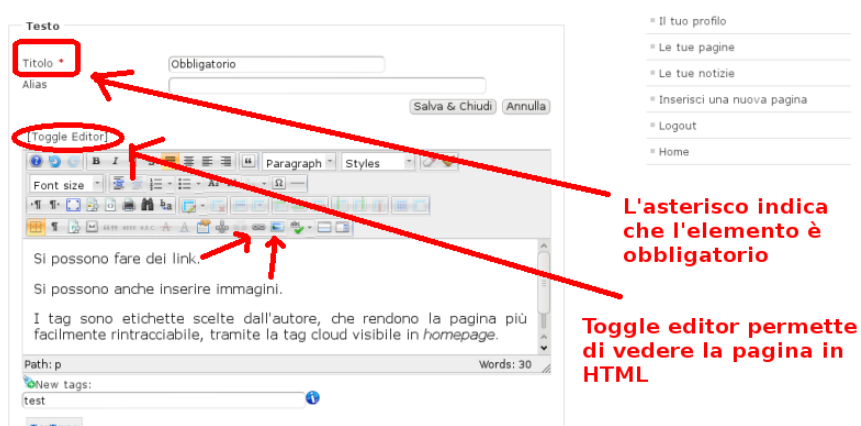 Testo
Titolo *
Obbligatorio
Alias
Salva & Chiudi
Annulla
[Toggle Editor]
Paragraph
Styles
Font size
Si possono fare dei link.
Si possono anche inserire immagini.
I tag sono etichette scelte dall'autore, che rendono la pagina più
facilmente rintracciabile, tramite la tag cloud visibile in homepage.
Path: p
Words: 30
New tags:
test
Il tuo profilo
Le tue pagine
Le tue notizie
Inserisci una nuova pagina
Logout
Home
L'asterisco indica
che l'elemento è
obbligatorio
Toggle editor permette
di vedere la pagina in
HTML